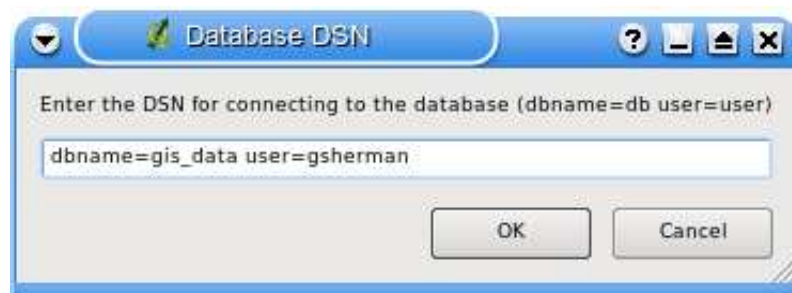 Database DSN
Enter the DSN for connecting to the database (dbname=db user=user)
dbname=gis_data user=gsherman
OK
Cancel